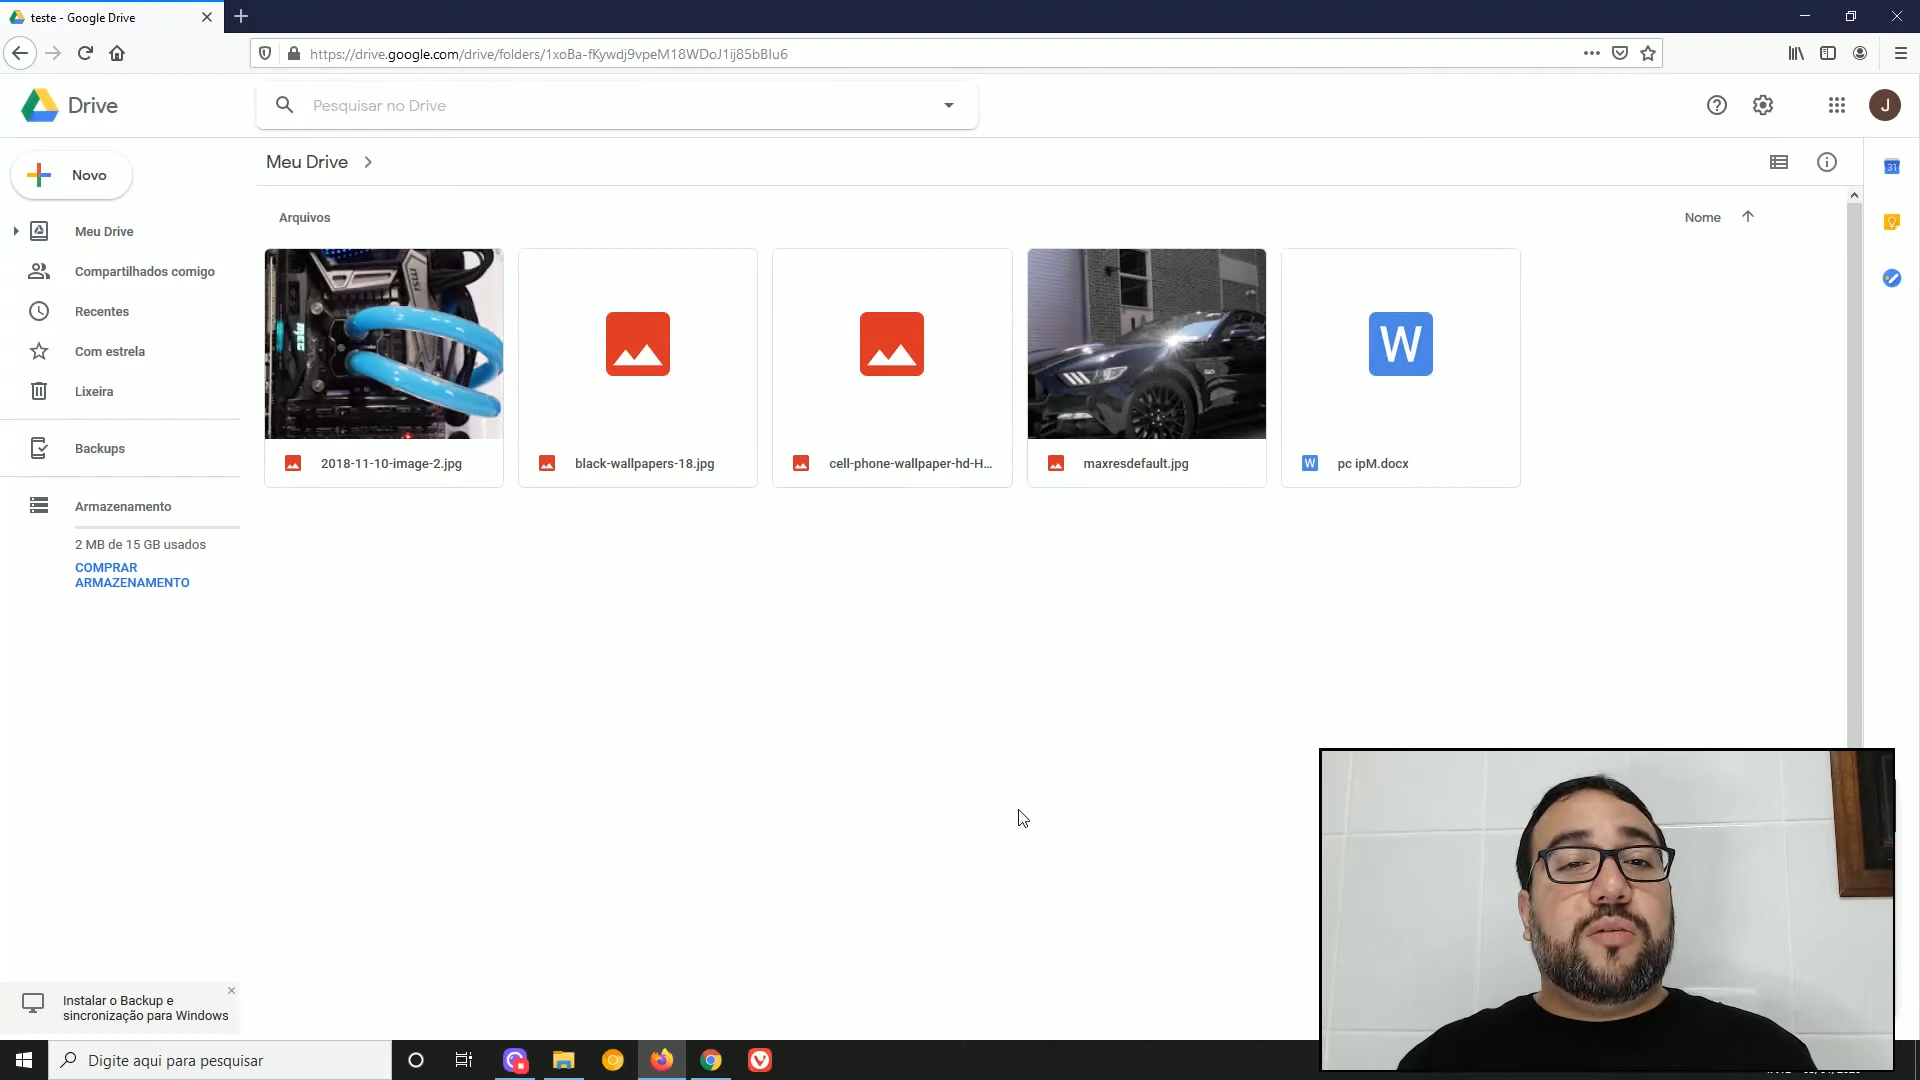 teste - Google Drive
https://drive.google.com/drive/folders/1xoBa-fKywdj9vpeM18WDoJ1ij85bBIu6
Drive
Pesquisar no Drive
J
Novo
Meu Drive
Nome
Arquivos
Meu Drive
Compartilhados comigo
Recentes
Com estrela
Lixeira
Backups
Armazenamento
2 MB de 15 GB usados
COMPRAR
ARMAZENAMENTO
31
W
2018-11-10-image-2.jpg
black-wallpapers-18.jpg
cell-phone-wallpaper-hd-H...
maxresdefault.jpg
W
pc ipM.docx
Instalar o Backup e
sincronização para Windows
Digite aqui para pesquisar